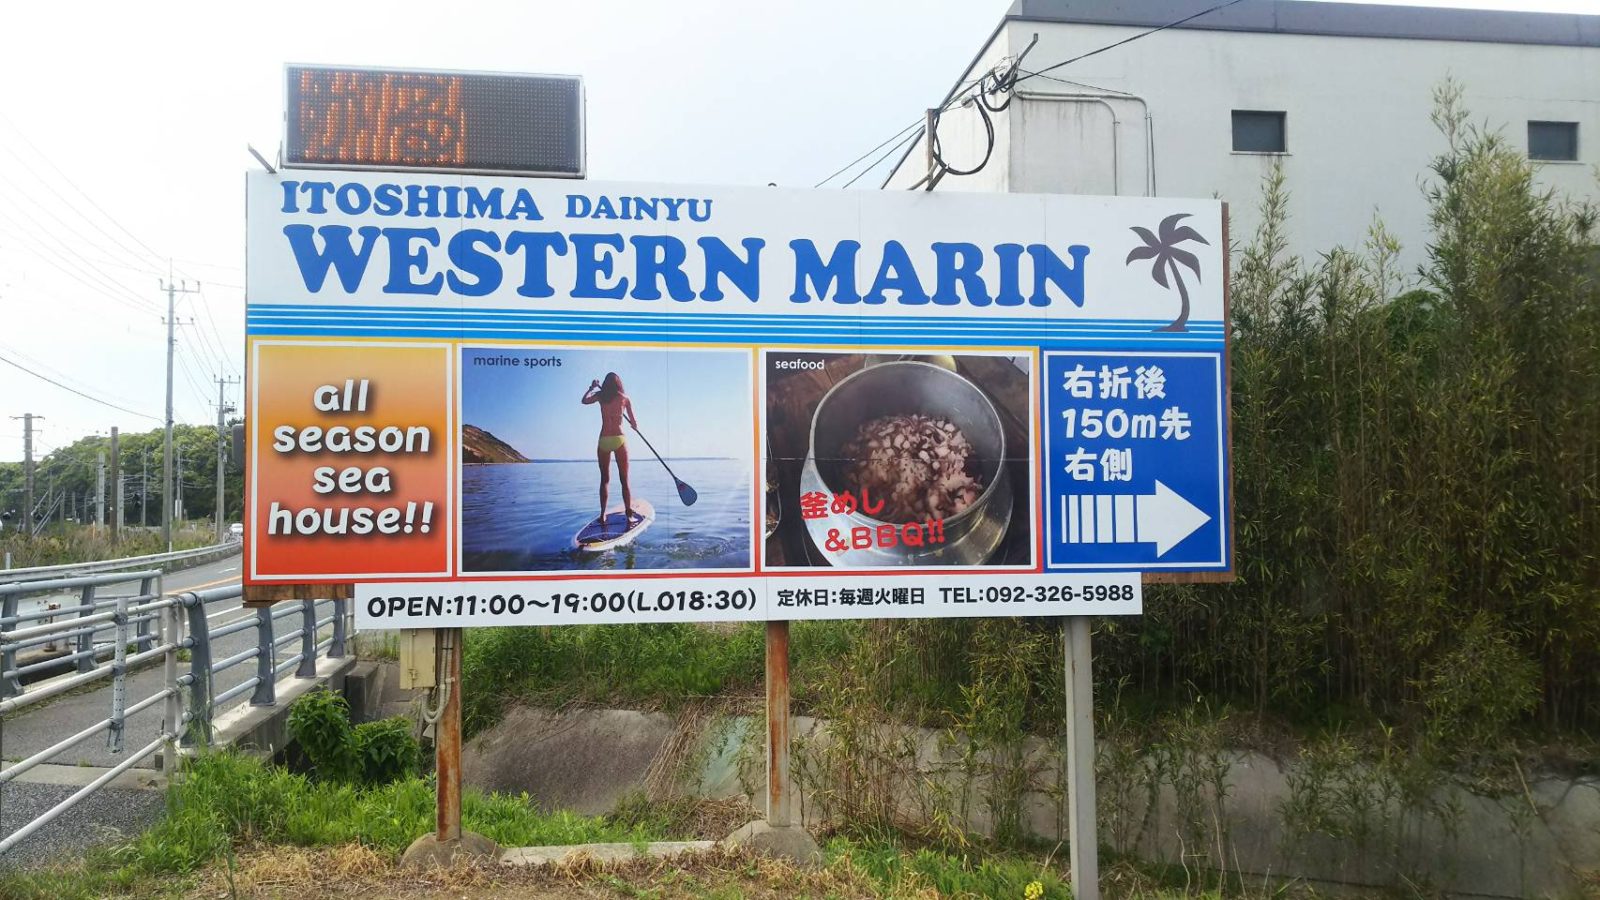 ITOSHIMA DAINYU
WESTERN MARIN
all
season
sea
house!!
marine sports
seafood
釜めし
&BBQ!!
右折後
150m先
右側
OPEN:11:00〜19:00(L.O18:30) 定休日:毎週火曜日 TEL:092-326-5988